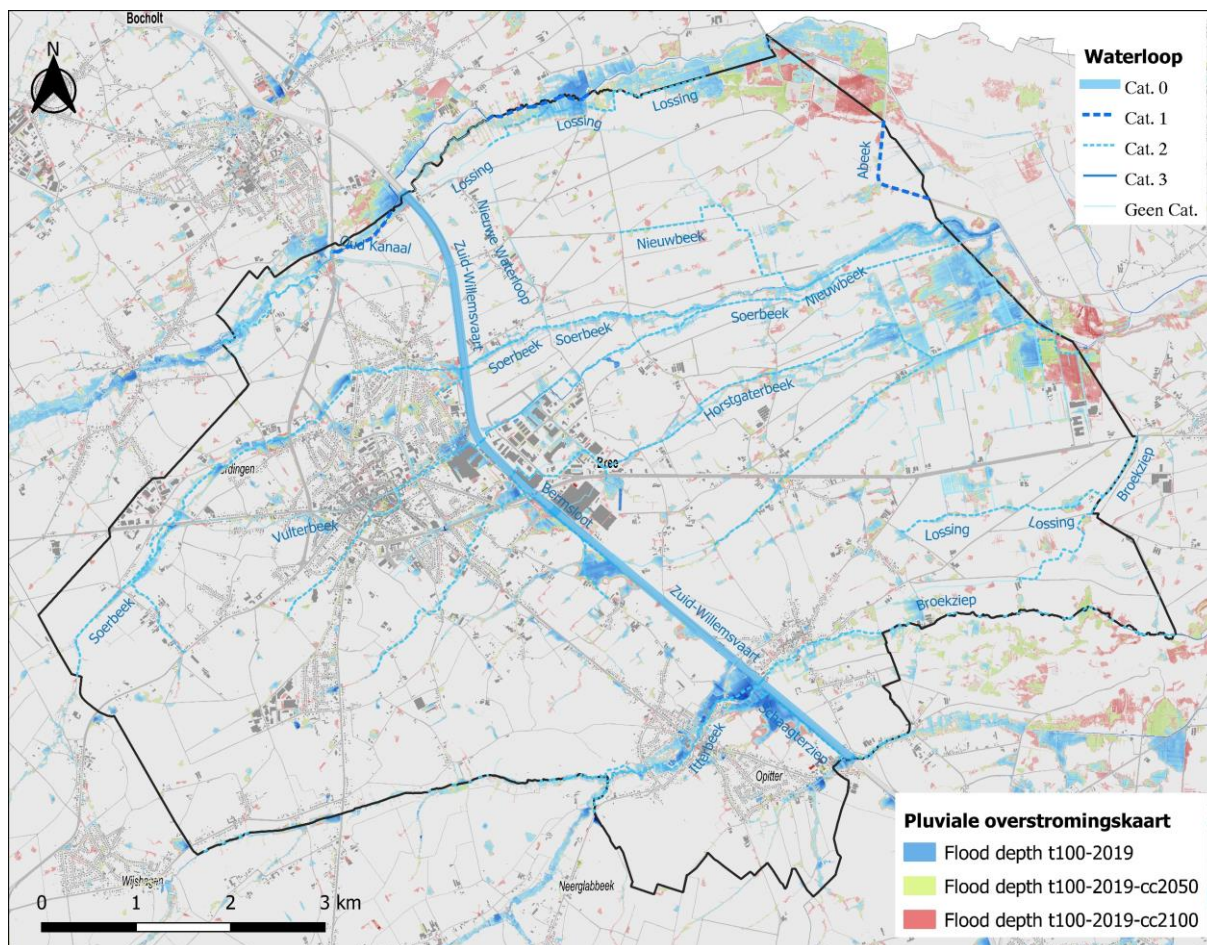 Bocholt
N
Waterloop
Cat. 0
Cat. 1
Cat. 2
Cat. 3
Geen Cat.
Lossing
Lossing
Lossing
Abeek
Nieuwe Waterloop
Nieuwbeek
Oud Kanaal
Zuid-Willemsvaart
Nieuwbeek
Soerbeek
Soerbeek
Soerbeek
Horstgaterbeek
Bree
Beemsloot
Vulterbeek
Broekziep
Lossing
Lossing
Soerbeek
Zuid-Willemsvaart
Broekziep
Itterbeek
Opitter
Wijshagen
Neerglabbeek
0 1 2 3 km
Pluviale overstromingskaart
Flood depth t100-2019
Flood depth t100-2019-cc2050
Flood depth t100-2019-cc2100